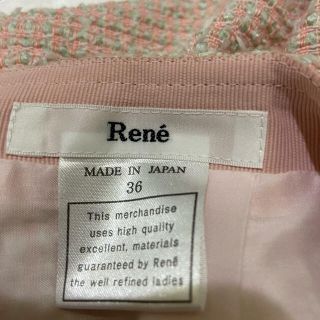 René
MADE IN JAPAN
36
This merchandise
uses high quality
excellent, materials
guaranteed by René
the well refined ladies